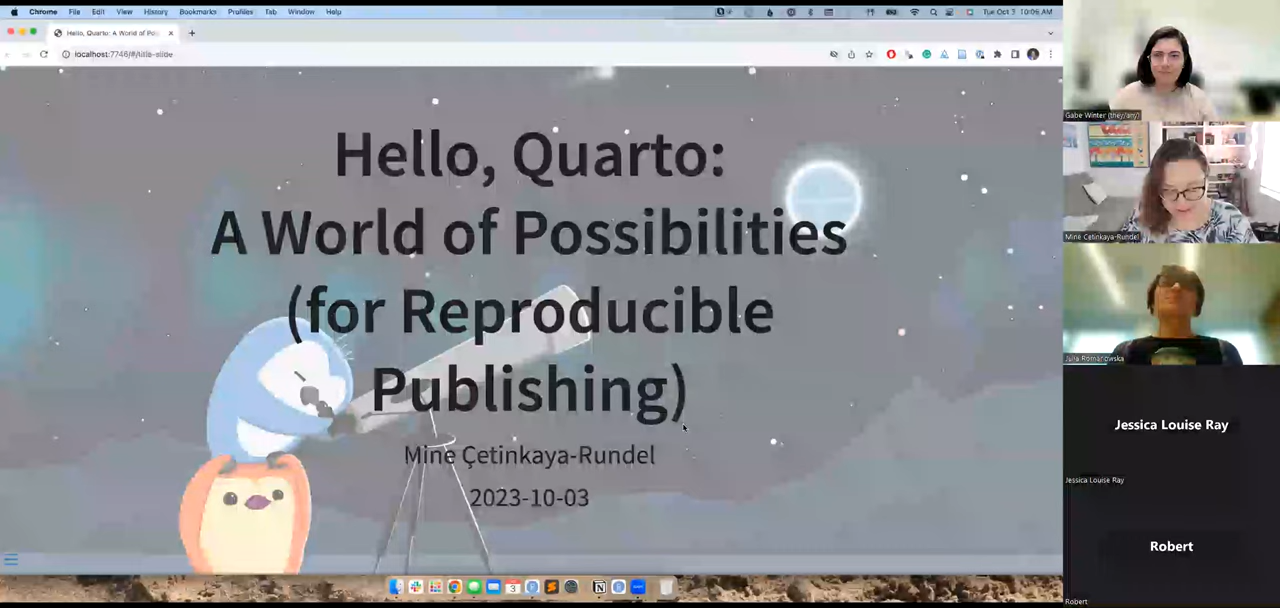 Chrome File Edit View History Bookmarks Profiles Tab Window Help
Tue Oct 3 10:06 AM
Hello, Quarto: A World of Pos
localhost:7746/#/title-slide
Hello, Quarto:
A World of Possibilities
(for Reproducible
Publishing)
Mine Çetinkaya-Rundel
2023-10-03
3
Gabe Winter (they/any)
Mine Cetinkaya-Rundel
Julia Romanowska
Jessica Louise Ray
Jessica Louise Ray
Robert
Robert